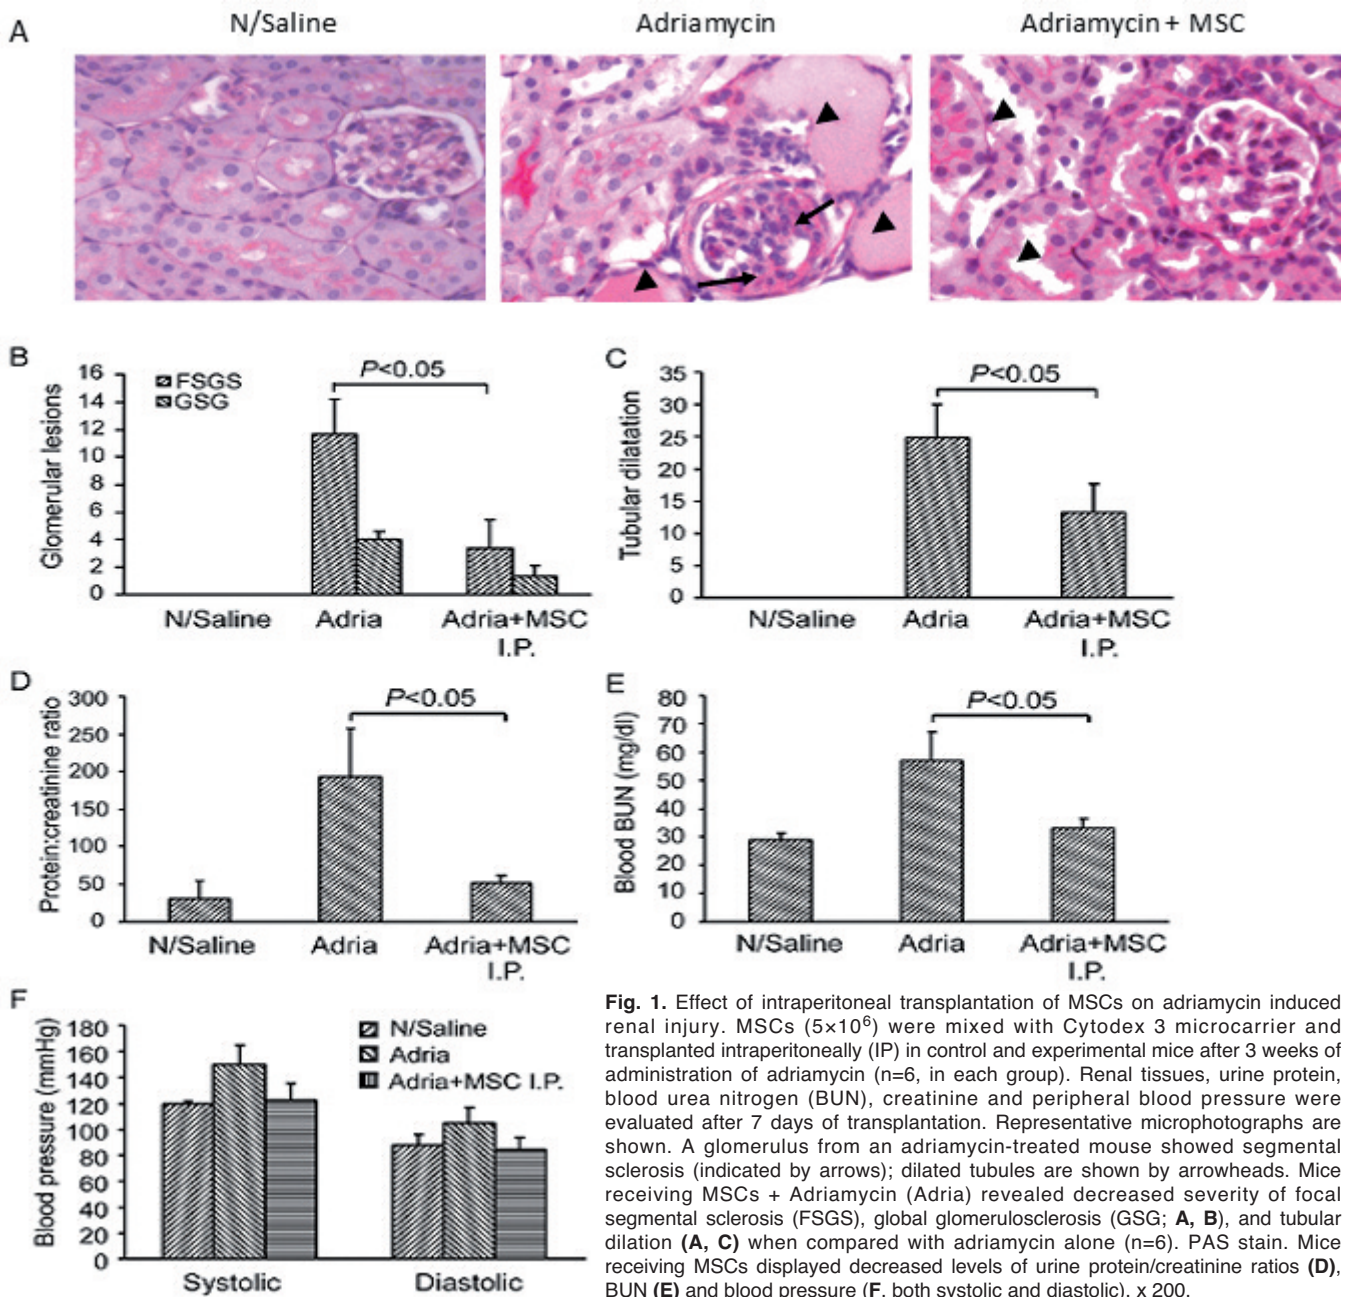 A
N/Saline
Adriamycin
Adriamycin + MSC
B
Glomerular lesions
16
14
12
10
8
6
4
2
0
FSGS
GSG
P<0.05
N/Saline
Adria
Adria+MSC
I.P.
C
Tubular dilatation
35
30
25
20
15
10
5
0
P<0.05
N/Saline
Adria
Adria+MSC
I.P.
D
Protein:creatinine ratio
300
250
200
150
100
50
0
P<0.05
N/Saline
Adria
Adria+MSC
I.P.
E
Blood BUN (mg/dl)
80
70
60
50
40
30
20
10
0
P<0.05
N/Saline
Adria
Adria+MSC
I.P.
F
Blood pressure (mmHg)
180
160
140
120
100
80
60
40
20
0
N/Saline
Adria
Adria+MSC I.P.
Systolic
Diastolic
Fig. 1. Effect of intraperitoneal transplantation of MSCs on adriamycin induced
renal injury. MSCs (5×10⁶) were mixed with Cytodex 3 microcarrier and
transplanted intraperitoneally (IP) in control and experimental mice after 3 weeks of
administration of adriamycin (n=6, in each group). Renal tissues, urine protein,
blood urea nitrogen (BUN), creatinine and peripheral blood pressure were
evaluated after 7 days of transplantation. Representative microphotographs are
shown. A glomerulus from an adriamycin-treated mouse showed segmental
sclerosis (indicated by arrows); dilated tubules are shown by arrowheads. Mice
receiving MSCs + Adriamycin (Adria) revealed decreased severity of focal
segmental sclerosis (FSGS), global glomerulosclerosis (GSG; A, B), and tubular
dilation (A, C) when compared with adriamycin alone (n=6). PAS stain. Mice
receiving MSCs displayed decreased levels of urine protein/creatinine ratios (D),
BUN (E) and blood pressure (F, both systolic and diastolic). x 200.